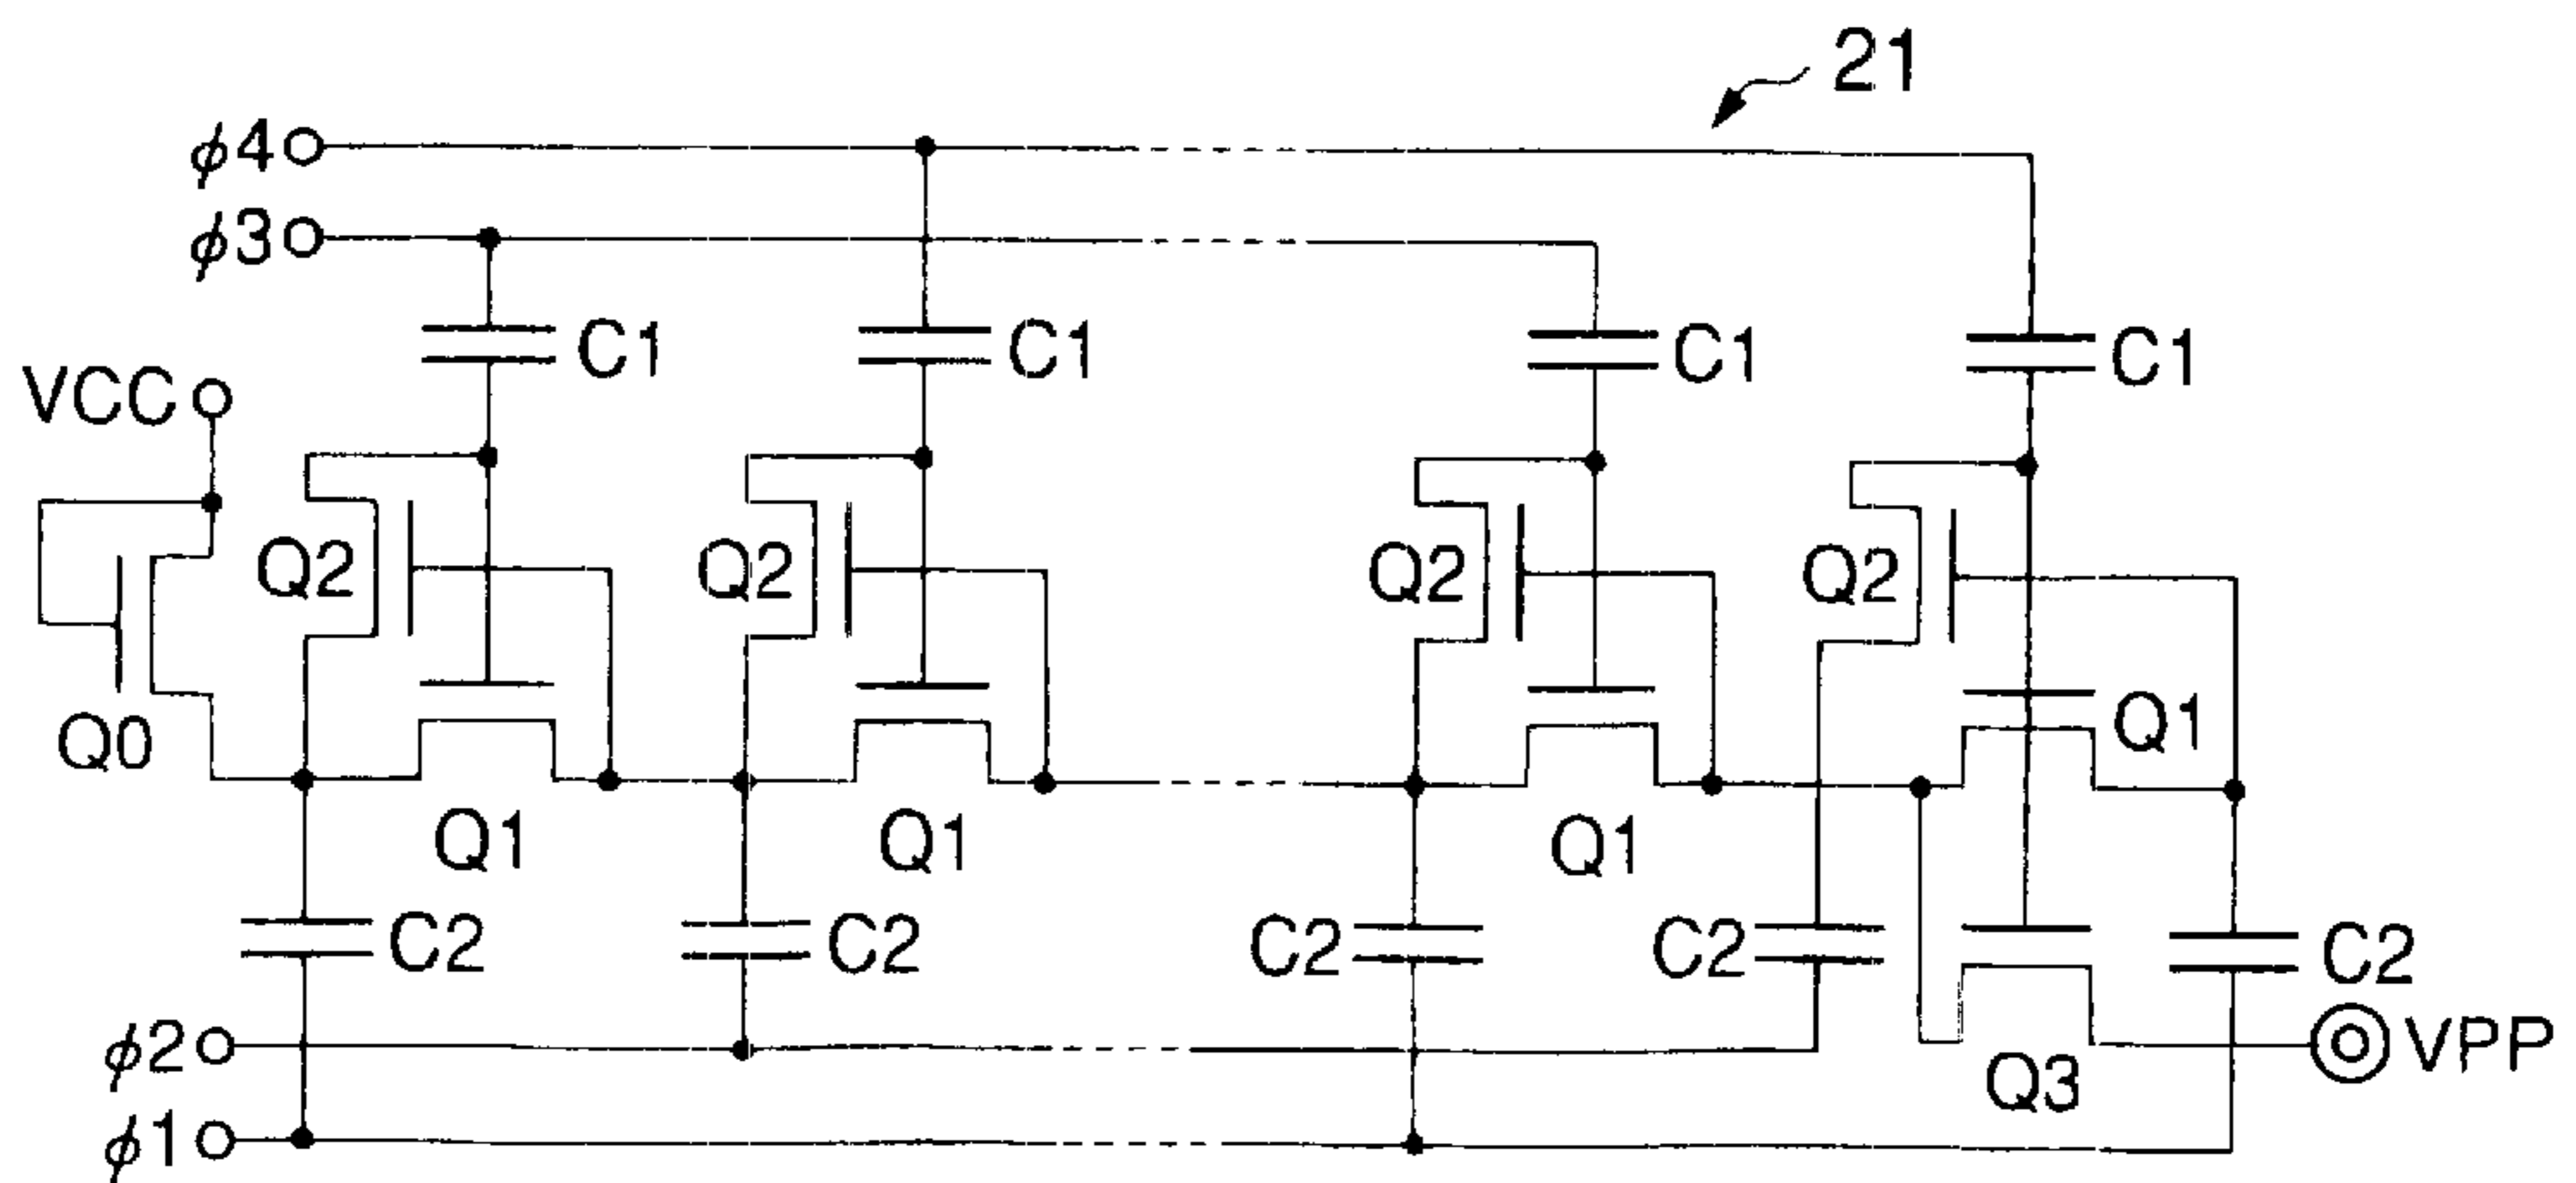 21
ϕ4
ϕ3
C1 C1 C1 C1
VCC
Q2 Q2 Q2 Q2
Q0 Q1
Q1 Q1 Q1
C2 C2 C2 C2 C2
ϕ2 VPP
Q3
ϕ1